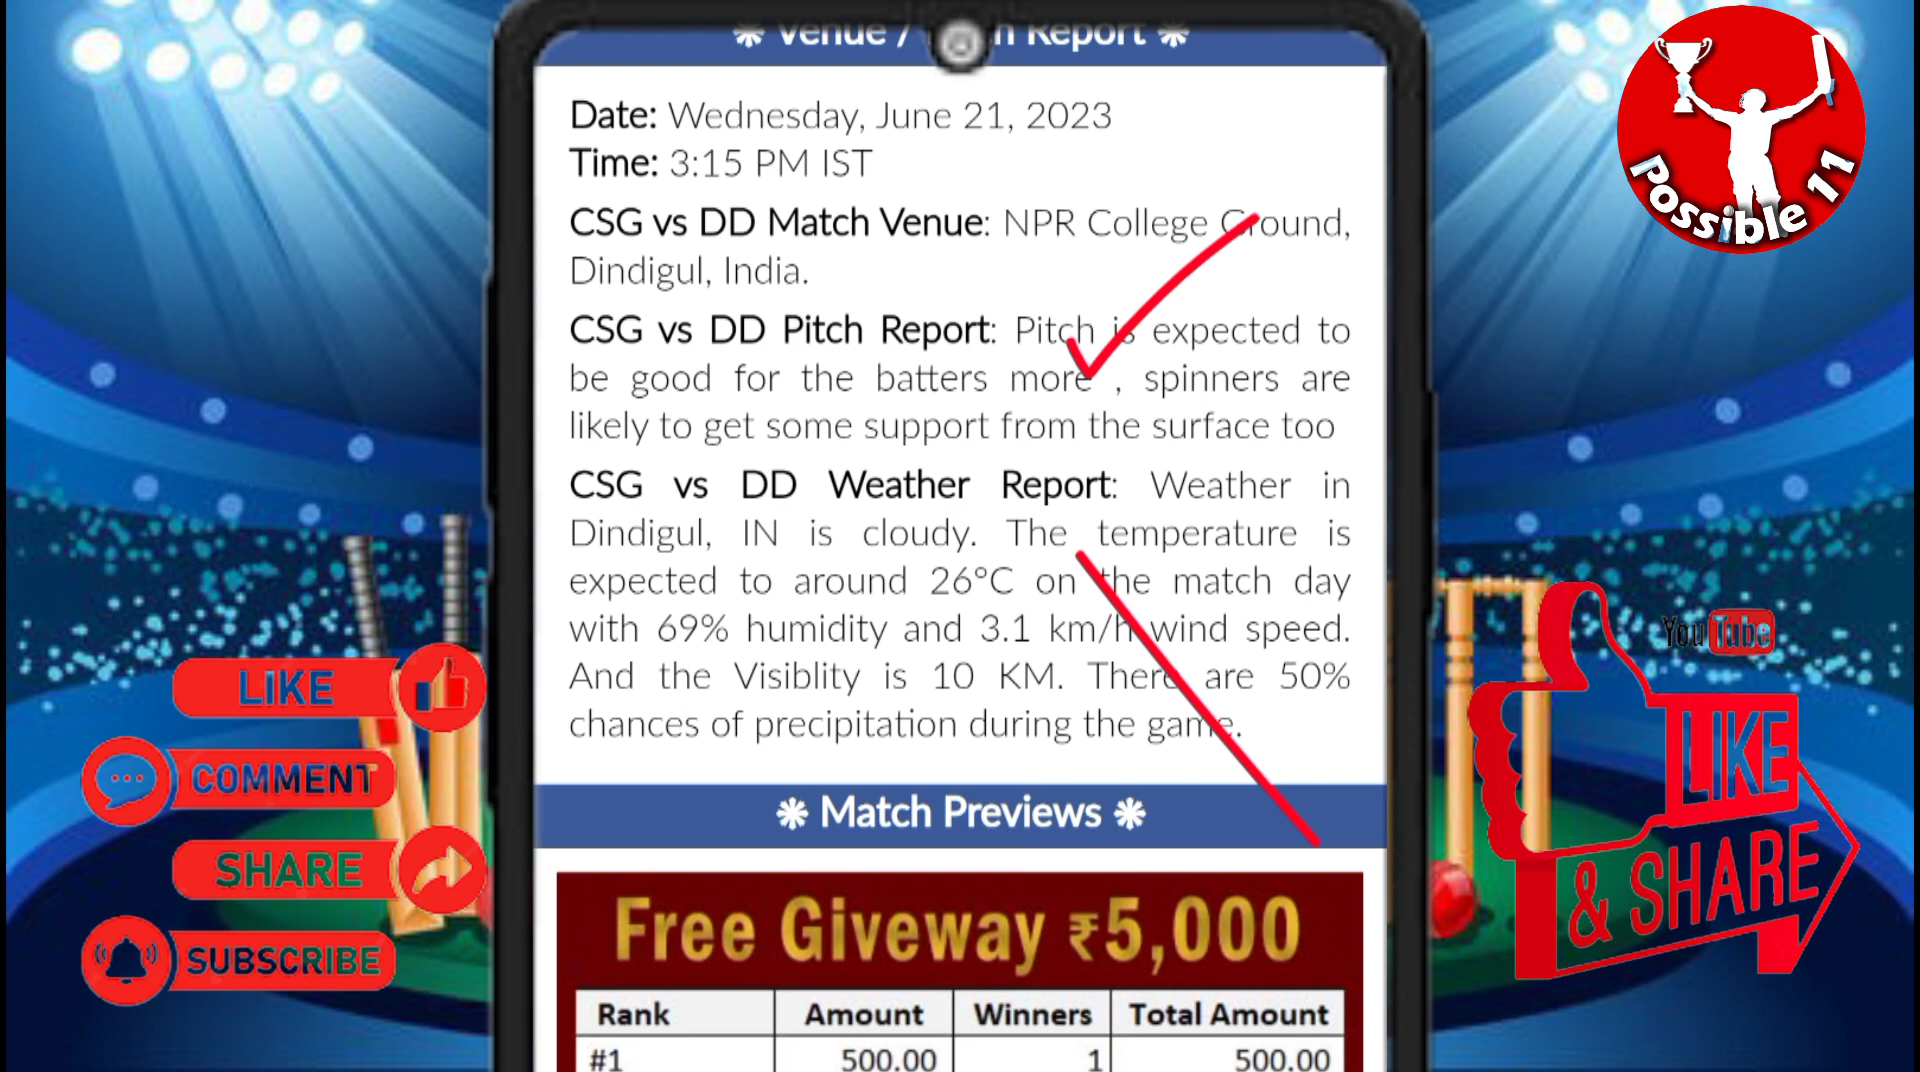 ✱ Venue / Pitch Report ✱
Date: Wednesday, June 21, 2023
Time: 3:15 PM IST
CSG vs DD Match Venue: NPR College Ground,
Dindigul, India.
CSG vs DD Pitch Report: Pitch is expected to
be good for the batters more , spinners are
likely to get some support from the surface too
CSG vs DD Weather Report: Weather in
Dindigul, IN is cloudy. The temperature is
expected to around 26°C on the match day
with 69% humidity and 3.1 km/h wind speed.
And the Visiblity is 10 KM. There are 50%
chances of precipitation during the game.
✱ Match Previews ✱
Free Giveway ₹5,000
Rank Amount Winners Total Amount
#1 500.00 1 500.00
LIKE
COMMENT
SHARE
SUBSCRIBE
Possible 11
YouTube
LIKE
& SHARE